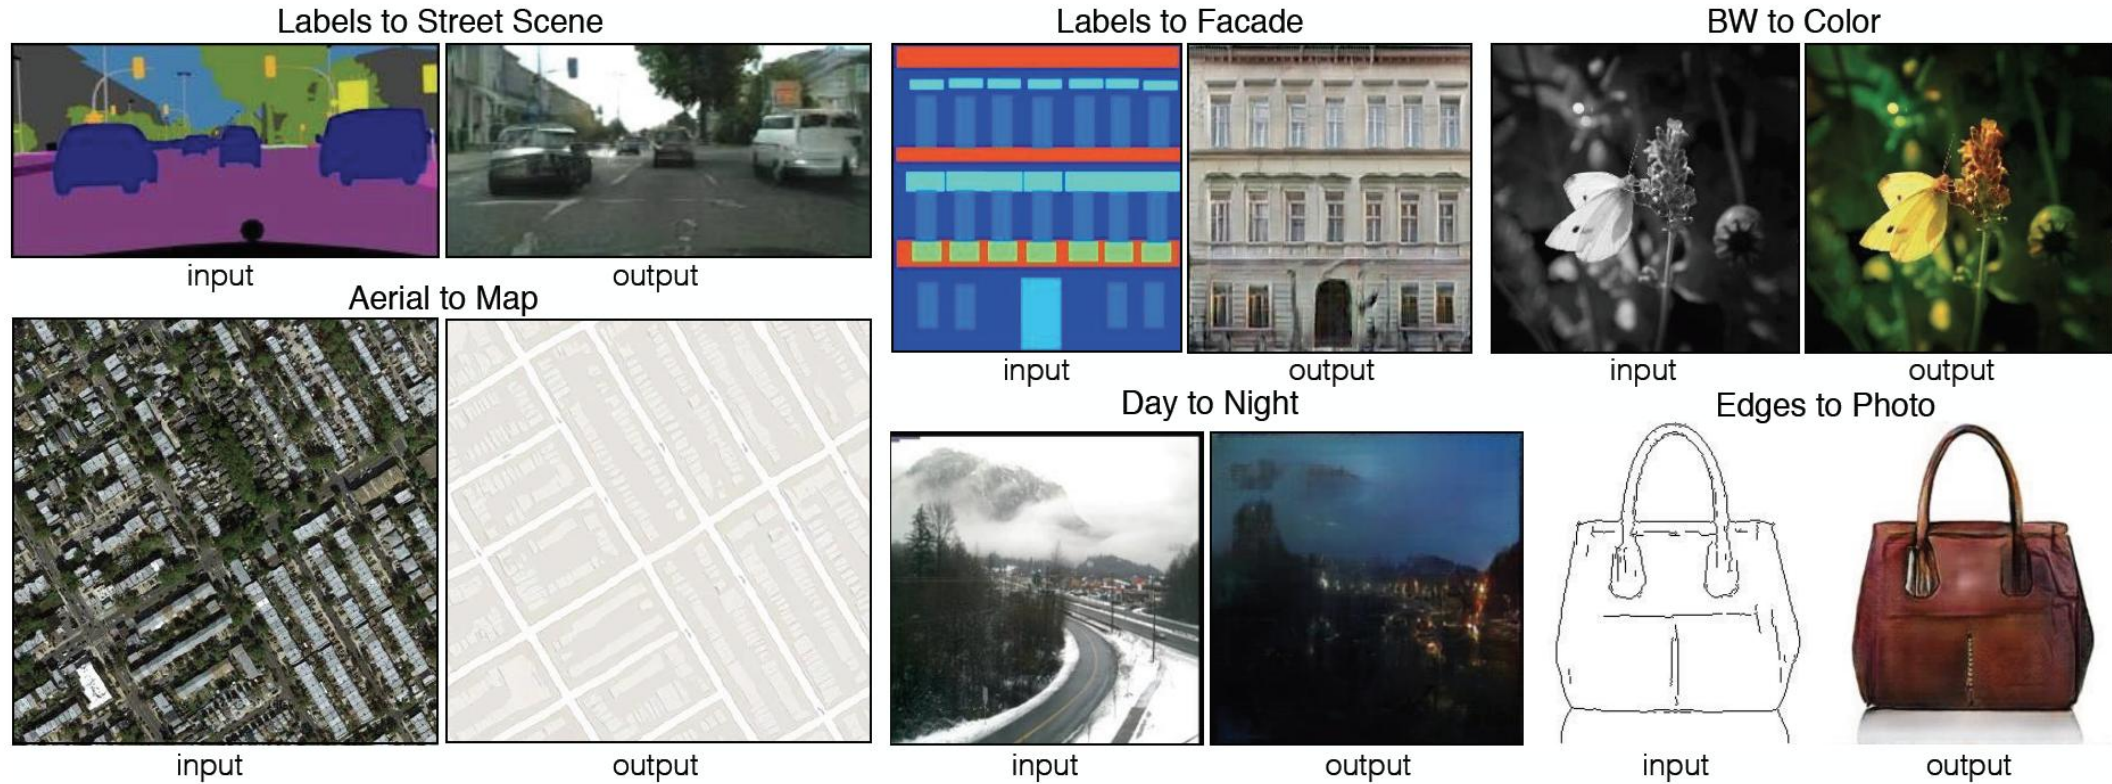 Labels to Street Scene
input
output
Aerial to Map
input
output
Labels to Facade
input
output
Day to Night
input
output
BW to Color
input
output
Edges to Photo
input
output